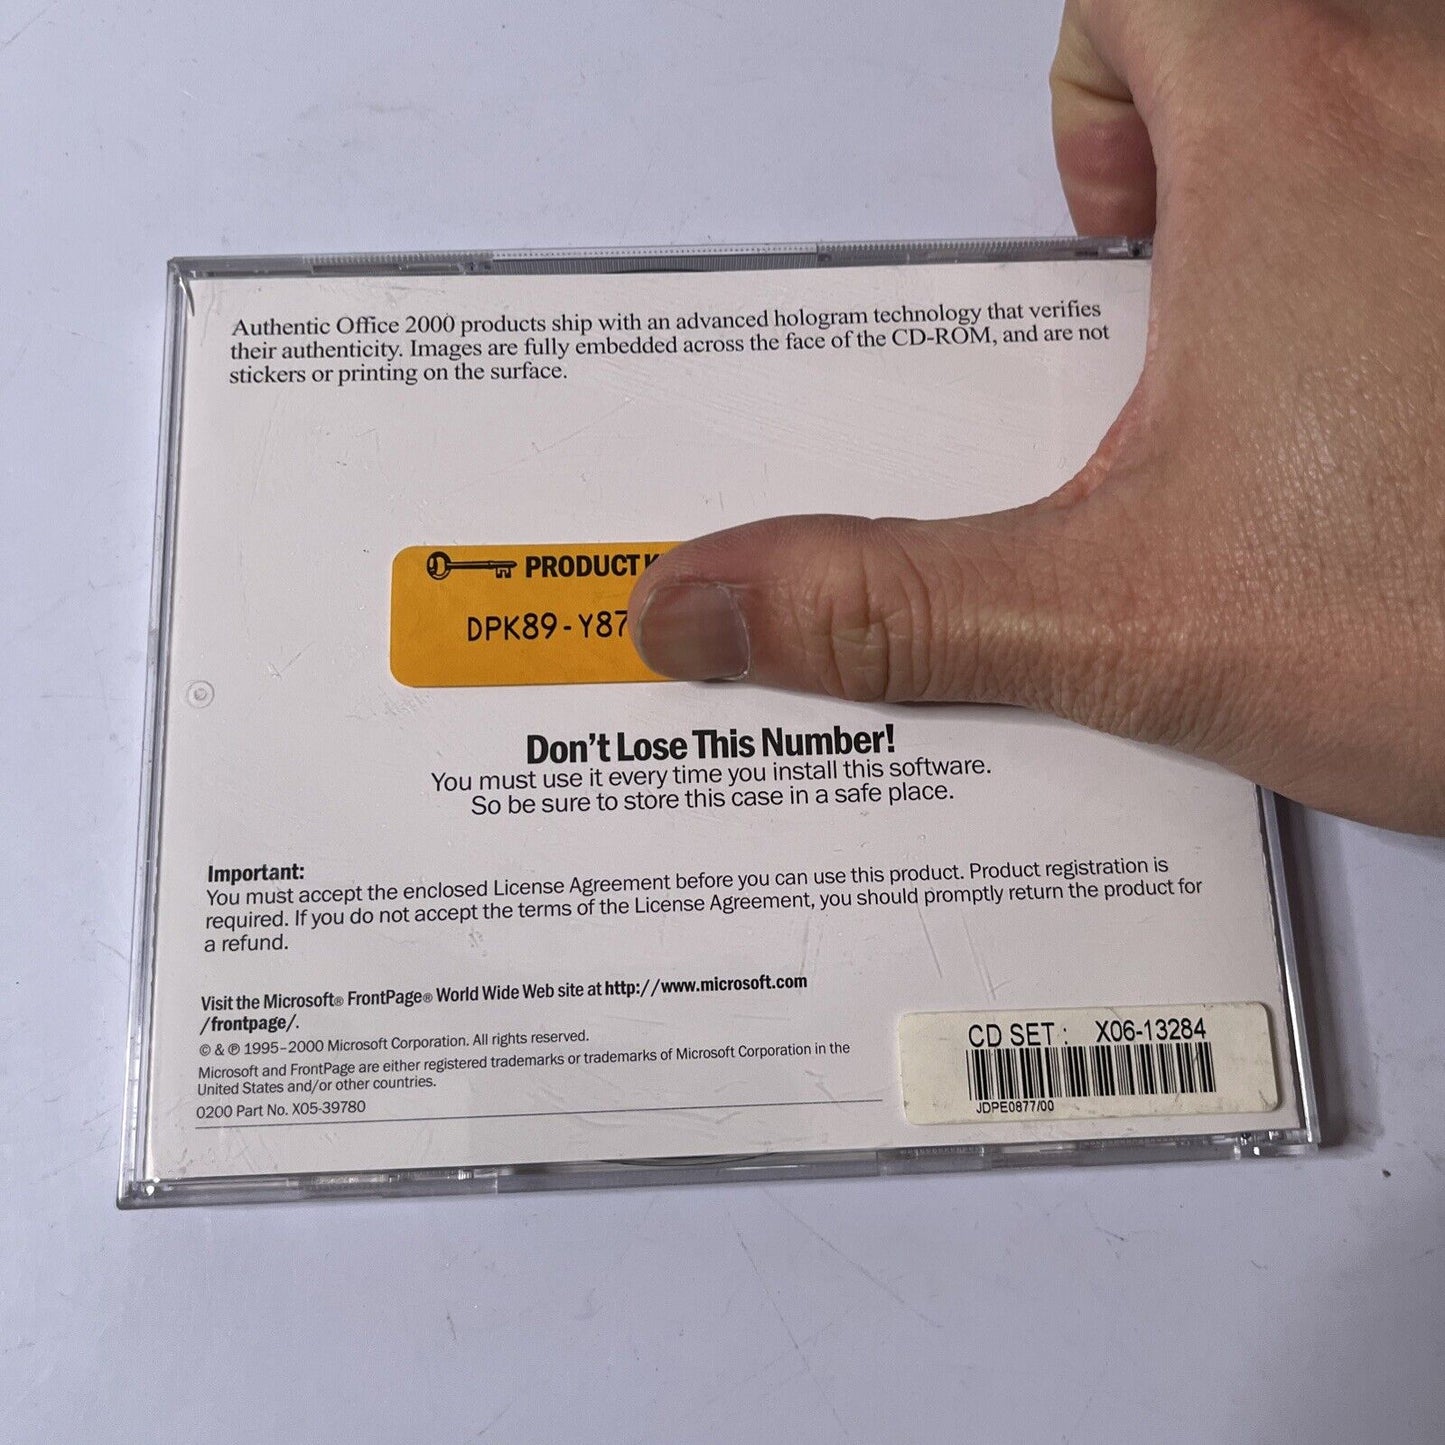 Authentic Office 2000 products ship with an advanced hologram technology that verifies
their authenticity. Images are fully embedded across the face of the CD-ROM, and are not
stickers or printing on the surface.
PRODUCT
DPK89-Y87
Don't Lose This Number!
You must use it every time you install this software.
So be sure to store this case in a safe place.
Important:
You must accept the enclosed License Agreement before you can use this product. Product registration is
required. If you do not accept the terms of the License Agreement, you should promptly return the product for
a refund.
Visit the Microsoft® FrontPage® World Wide Web site at http://www.microsoft.com
/frontpage/.
© & ℗ 1995–2000 Microsoft Corporation. All rights reserved.
Microsoft and FrontPage are either registered trademarks or trademarks of Microsoft Corporation in the
United States and/or other countries.
0200 Part No. X05-39780
CD SET : X06-13284
JDPE0877/00